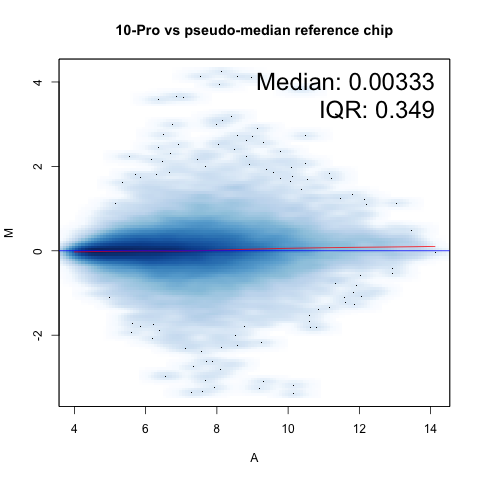 10-Pro vs pseudo-median reference chip
Median: 0.00333
IQR: 0.349
4
2
0
-2
M
4 6 8 10 12 14
A